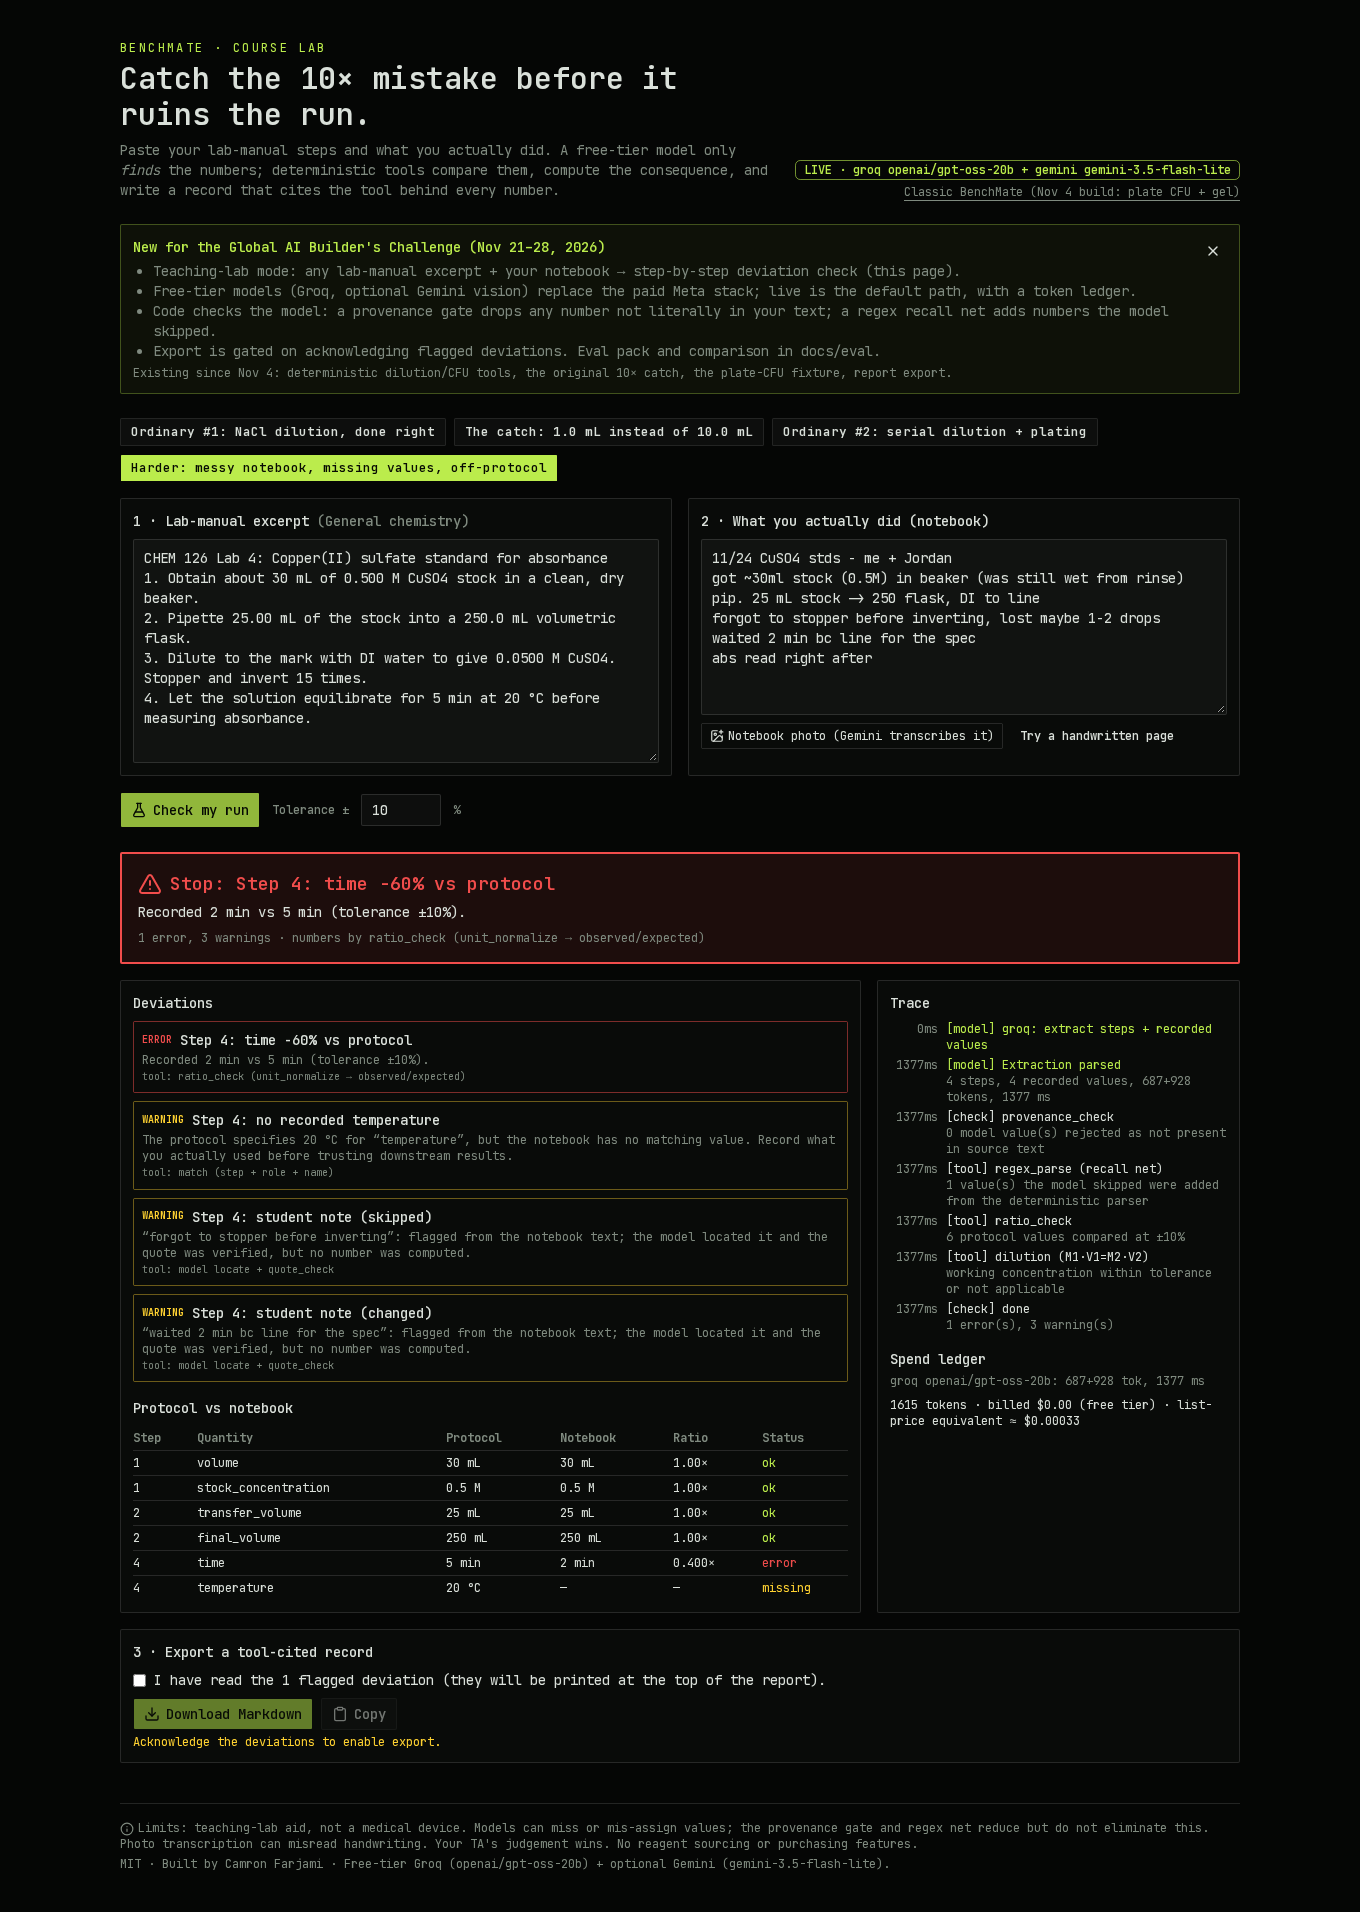 BENCHMATE · COURSE LAB
Catch the 10× mistake before it
ruins the run.
Paste your lab-manual steps and what you actually did. A free-tier model only
finds the numbers; deterministic tools compare them, compute the consequence, and
write a record that cites the tool behind every number.
LIVE · groq openai/gpt-oss-20b + gemini gemini-3.5-flash-lite
Classic BenchMate (Nov 4 build: plate CFU + gel)
New for the Global AI Builder's Challenge (Nov 21–28, 2026)
• Teaching-lab mode: any lab-manual excerpt + your notebook → step-by-step deviation check (this page).
• Free-tier models (Groq, optional Gemini vision) replace the paid Meta stack; live is the default path, with a token ledger.
• Code checks the model: a provenance gate drops any number not literally in your text; a regex recall net adds numbers the model
skipped.
• Export is gated on acknowledging flagged deviations. Eval pack and comparison in docs/eval.
Existing since Nov 4: deterministic dilution/CFU tools, the original 10× catch, the plate-CFU fixture, report export.
Ordinary #1: NaCl dilution, done right
The catch: 1.0 mL instead of 10.0 mL
Ordinary #2: serial dilution + plating
Harder: messy notebook, missing values, off-protocol
1 · Lab-manual excerpt (General chemistry)
CHEM 126 Lab 4: Copper(II) sulfate standard for absorbance
1. Obtain about 30 mL of 0.500 M CuSO4 stock in a clean, dry
beaker.
2. Pipette 25.00 mL of the stock into a 250.0 mL volumetric
flask.
3. Dilute to the mark with DI water to give 0.0500 M CuSO4.
Stopper and invert 15 times.
4. Let the solution equilibrate for 5 min at 20 °C before
measuring absorbance.
2 · What you actually did (notebook)
11/24 CuSO4 stds - me + Jordan
got ~30ml stock (0.5M) in beaker (was still wet from rinse)
pip. 25 mL stock -> 250 flask, DI to line
forgot to stopper before inverting, lost maybe 1-2 drops
waited 2 min bc line for the spec
abs read right after
Notebook photo (Gemini transcribes it)
Try a handwritten page
Check my run
Tolerance ±
10
%
Stop: Step 4: time -60% vs protocol
Recorded 2 min vs 5 min (tolerance ±10%).
1 error, 3 warnings · numbers by ratio_check (unit_normalize → observed/expected)
Deviations
ERROR Step 4: time -60% vs protocol
Recorded 2 min vs 5 min (tolerance ±10%).
tool: ratio_check (unit_normalize → observed/expected)
WARNING Step 4: no recorded temperature
The protocol specifies 20 °C for “temperature”, but the notebook has no matching value. Record what
you actually used before trusting downstream results.
tool: match (step + role + name)
WARNING Step 4: student note (skipped)
“forgot to stopper before inverting”: flagged from the notebook text; the model located it and the
quote was verified, but no number was computed.
tool: model locate + quote_check
WARNING Step 4: student note (changed)
“waited 2 min bc line for the spec”: flagged from the notebook text; the model located it and the
quote was verified, but no number was computed.
tool: model locate + quote_check
Protocol vs notebook
Step Quantity Protocol Notebook Ratio Status
1 volume 30 mL 30 mL 1.00× ok
1 stock_concentration 0.5 M 0.5 M 1.00× ok
2 transfer_volume 25 mL 25 mL 1.00× ok
2 final_volume 250 mL 250 mL 1.00× ok
4 time 5 min 2 min 0.400× error
4 temperature 20 °C — — missing
Trace
0ms [model] groq: extract steps + recorded
values
1377ms [model] Extraction parsed
4 steps, 4 recorded values, 687+928
tokens, 1377 ms
1377ms [check] provenance_check
0 model value(s) rejected as not present
in source text
1377ms [tool] regex_parse (recall net)
1 value(s) the model skipped were added
from the deterministic parser
1377ms [tool] ratio_check
6 protocol values compared at ±10%
1377ms [tool] dilution (M1·V1=M2·V2)
working concentration within tolerance
or not applicable
1377ms [check] done
1 error(s), 3 warning(s)
Spend ledger
groq openai/gpt-oss-20b: 687+928 tok, 1377 ms
1615 tokens · billed $0.00 (free tier) · list-
price equivalent ≈ $0.00033
3 · Export a tool-cited record
I have read the 1 flagged deviation (they will be printed at the top of the report).
Download Markdown
Copy
Acknowledge the deviations to enable export.
Limits: teaching-lab aid, not a medical device. Models can miss or mis-assign values; the provenance gate and regex net reduce but do not eliminate this.
Photo transcription can misread handwriting. Your TA's judgement wins. No reagent sourcing or purchasing features.
MIT · Built by Camron Farjami · Free-tier Groq (openai/gpt-oss-20b) + optional Gemini (gemini-3.5-flash-lite).